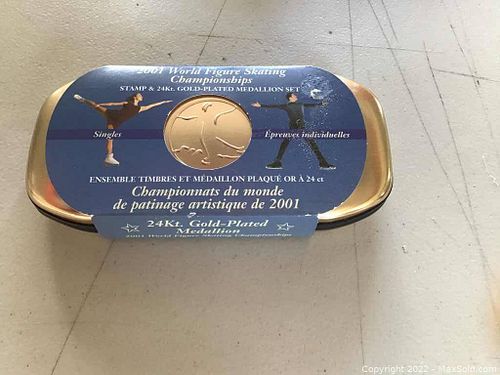 2001 World Figure Skating
Championships
STAMP & 24KT. GOLD-PLATED MEDALLION SET
Singles
Épreuves individuelles
ENSEMBLE TIMBRES ET MÉDAILLON PLAQUÉ OR À 24 ct
Championnats du monde
de patinage artistique de 2001
24Kt. Gold-Plated
Medallion
2001 World Figure Skating Championships
Copyright 2022 - MaxSold.com